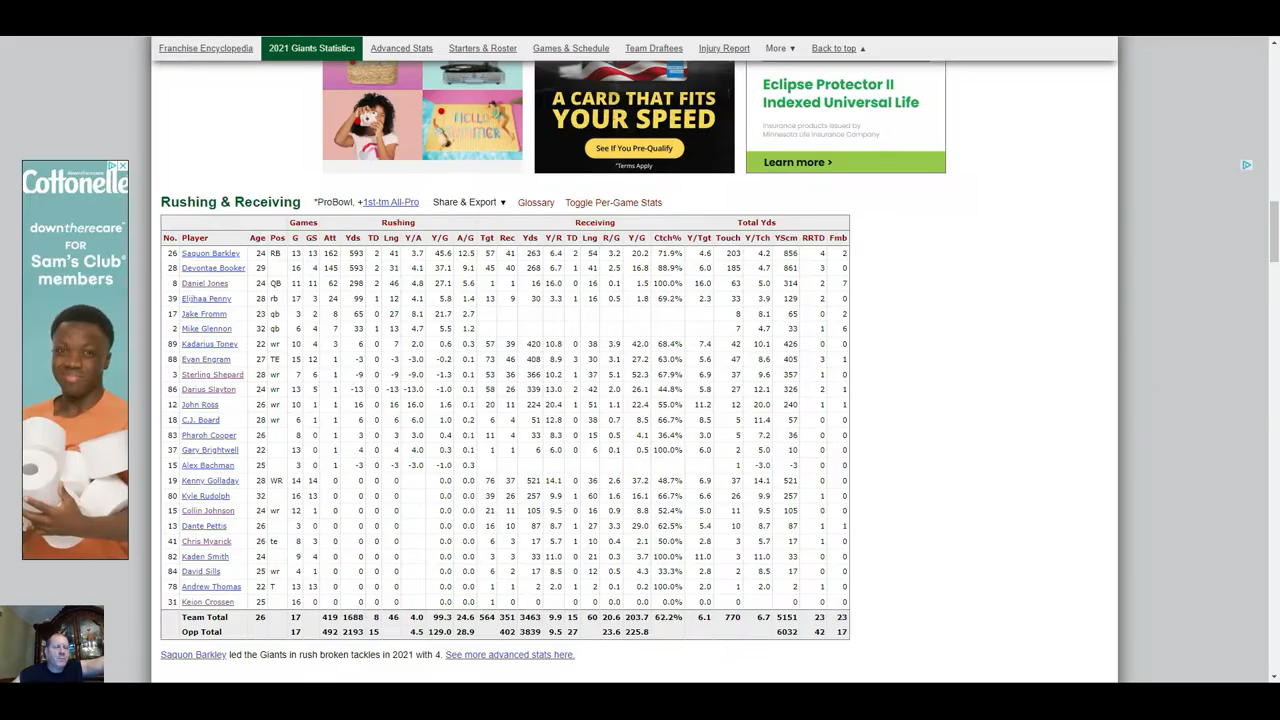 Franchise Encyclopedia 2021 Giants Statistics Advanced Stats Starters & Roster Games & Schedule Team Draftees Injury Report More ▼ Back to top ▲
HELLO SUMMER
A CARD THAT FITS
YOUR SPEED
See If You Pre-Qualify
*Terms Apply
Eclipse Protector II
Indexed Universal Life
Insurance products issued by
Minnesota Life Insurance Company
Learn more >
Cottonelle
downtherecare™
FOR
Sam's Club®
members
Rushing & Receiving *ProBowl, +1st-tm All-Pro Share & Export ▼ Glossary Toggle Per-Game Stats
Games Rushing Receiving Total Yds
No. Player Age Pos G GS Att Yds TD Lng Y/A Y/G A/G Tgt Rec Yds Y/R TD Lng R/G Y/G Ctch% Y/Tgt Touch Y/Tch YScm RRTD Fmb
26 Saquon Barkley 24 RB 13 13 162 593 2 41 3.7 45.6 12.5 57 41 263 6.4 2 54 3.2 20.2 71.9% 4.6 203 4.2 856 4 2
28 Devontae Booker 29 16 4 145 593 2 31 4.1 37.1 9.1 45 40 268 6.7 1 41 2.5 16.8 88.9% 6.0 185 4.7 861 3 0
8 Daniel Jones 24 QB 11 11 62 298 2 46 4.8 27.1 5.6 1 1 16 16.0 0 16 0.1 1.5 100.0% 16.0 63 5.0 314 2 7
39 Elijhaa Penny 28 rb 17 3 24 99 1 12 4.1 5.8 1.4 13 9 30 3.3 1 16 0.5 1.8 69.2% 2.3 33 3.9 129 2 0
17 Jake Fromm 23 qb 3 2 8 65 0 27 8.1 21.7 2.7 8 8.1 65 0 2
2 Mike Glennon 32 qb 6 4 7 33 1 13 4.7 5.5 1.2 7 4.7 33 1 6
89 Kadarius Toney 22 wr 10 4 3 6 0 7 2.0 0.6 0.3 57 39 420 10.8 0 38 3.9 42.0 68.4% 7.4 42 10.1 426 0 0
88 Evan Engram 27 TE 15 12 1 -3 0 -3 -3.0 -0.2 0.1 73 46 408 8.9 3 30 3.1 27.2 63.0% 5.6 47 8.6 405 3 1
3 Sterling Shepard 28 wr 7 6 1 -9 0 -9 -9.0 -1.3 0.1 53 36 366 10.2 1 37 5.1 52.3 67.9% 6.9 37 9.6 357 1 0
86 Darius Slayton 24 wr 13 5 1 -13 0 -13 -13.0 -1.0 0.1 58 26 339 13.0 2 42 2.0 26.1 44.8% 5.8 27 12.1 326 2 1
12 John Ross 26 wr 10 1 1 16 0 16 16.0 1.6 0.1 20 11 224 20.4 1 51 1.1 22.4 55.0% 11.2 12 20.0 240 1 1
18 C.J. Board 28 wr 6 1 1 6 0 6 6.0 1.0 0.2 6 4 51 12.8 0 38 0.7 8.5 66.7% 8.5 5 11.4 57 0 0
83 Pharoh Cooper 26 8 0 1 3 0 3 3.0 0.4 0.1 11 4 33 8.3 0 15 0.5 4.1 36.4% 3.0 5 7.2 36 0 0
37 Gary Brightwell 22 13 0 1 4 0 4 4.0 0.3 0.1 1 1 6 6.0 0 6 0.1 0.5 100.0% 6.0 2 5.0 10 0 0
15 Alex Bachman 25 3 0 1 -3 0 -3 -3.0 -1.0 0.3 1 -3.0 -3 0 0
19 Kenny Golladay 28 WR 14 14 0 0 0 0 0.0 0.0 76 37 521 14.1 0 36 2.6 37.2 48.7% 6.9 37 14.1 521 0 0
80 Kyle Rudolph 32 16 13 0 0 0 0 0.0 0.0 39 26 257 9.9 1 60 1.6 16.1 66.7% 6.6 26 9.9 257 1 0
15 Collin Johnson 24 wr 12 1 0 0 0 0 0.0 0.0 21 11 105 9.5 0 16 0.9 8.8 52.4% 5.0 11 9.5 105 0 0
13 Dante Pettis 26 3 0 0 0 0 0 0.0 0.0 16 10 87 8.7 1 27 3.3 29.0 62.5% 5.4 10 8.7 87 1 1
41 Chris Myarick 26 te 8 3 0 0 0 0 0.0 0.0 6 3 17 5.7 1 10 0.4 2.1 50.0% 2.8 3 5.7 17 1 0
82 Kaden Smith 24 9 4 0 0 0 0 0.0 0.0 3 3 33 11.0 0 21 0.3 3.7 100.0% 11.0 3 11.0 33 0 0
84 David Sills 25 wr 4 1 0 0 0 0 0.0 0.0 6 2 17 8.5 0 12 0.5 4.3 33.3% 2.8 2 8.5 17 0 0
78 Andrew Thomas 22 T 13 13 0 0 0 0 0.0 0.0 1 1 2 2.0 1 2 0.1 0.2 100.0% 2.0 1 2.0 2 1 0
31 Keion Crossen 25 16 0 0 0 0 0 0.0 0.0 1 0 0 0 0 0.0 0.0 0.0% 0.0 0 0 0 0
Team Total 26 17 419 1688 8 46 4.0 99.3 24.6 564 351 3463 9.9 15 60 20.6 203.7 62.2% 6.1 770 6.7 5151 23 23
Opp Total 17 492 2193 15 4.5 129.0 28.9 402 3839 9.5 27 23.6 225.8 6032 42 17
Saquon Barkley led the Giants in rush broken tackles in 2021 with 4. See more advanced stats here.